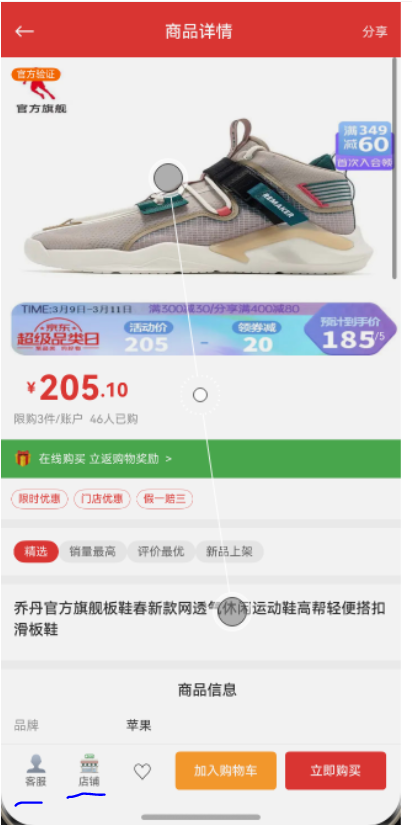 商品详情
分享
官方验证
官方旗舰
满349
减60
首次入会领
REMAKER
TIME:3月9日-3月11日 满300减30/分享满400减80
京东
超级品类日
活动价
205
-
领券减
20
预计到手价
185/5
¥205.10
限购3件/账户 46人已购
在线购买 立返购物奖励 >
限时优惠 门店优惠 假一赔三
精选 销量最高 评价最优 新品上架
乔丹官方旗舰板鞋春新款网透气休闲运动鞋高帮轻便搭扣
滑板鞋
商品信息
品牌 苹果
客服 店铺 加入购物车 立即购买